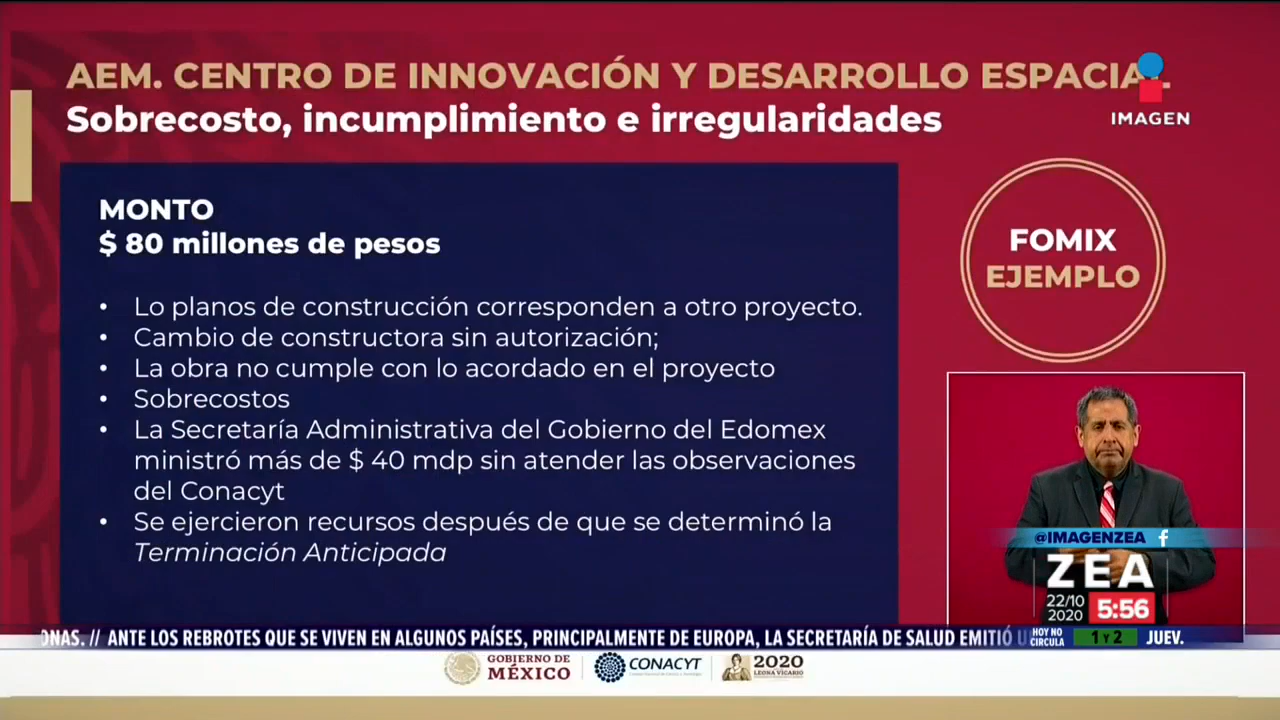 AEM. CENTRO DE INNOVACIÓN Y DESARROLLO ESPACIAL
Sobrecosto, incumplimiento e irregularidades
IMAGEN
MONTO
$ 80 millones de pesos
• Lo planos de construcción corresponden a otro proyecto.
• Cambio de constructora sin autorización;
• La obra no cumple con lo acordado en el proyecto
• Sobrecostos
• La Secretaría Administrativa del Gobierno del Edomex
ministró más de $ 40 mdp sin atender las observaciones
del Conacyt
• Se ejercieron recursos después de que se determinó la
Terminación Anticipada
FOMIX
EJEMPLO
@IMAGENZEA
ZEA
22/10
2020
5:56
ONAS. // ANTE LOS REBROTES QUE SE VIVEN EN ALGUNOS PAÍSES, PRINCIPALMENTE DE EUROPA, LA SECRETARÍA DE SALUD EMITIÓ U
HOY NO
CIRCULA
1 Y 2
JUEV.
GOBIERNO DE
MÉXICO
CONACYT
2020
LEONA VICARIO